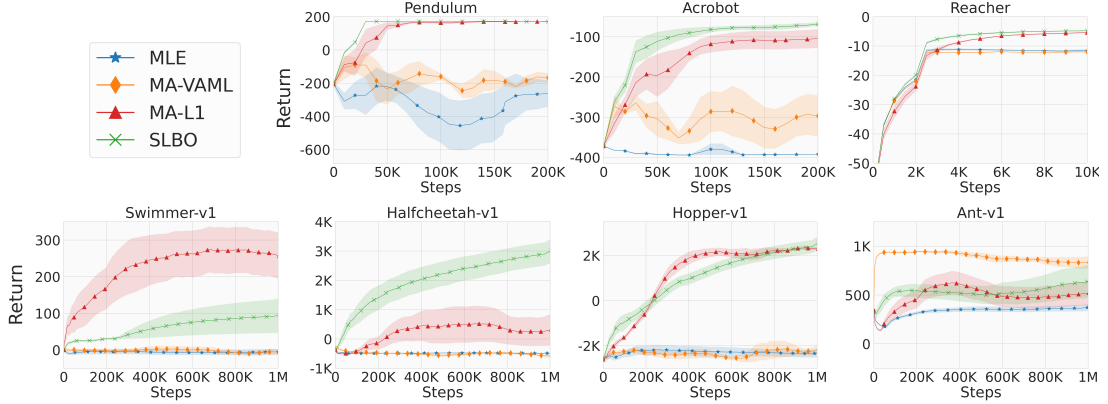 MLE
MA-VAML
MA-L1
SLBO
Pendulum
Return
200
0
-200
-400
-600
0 50K 100K 150K 200K
Steps
Acrobot
-100
-200
-300
-400
0 50K 100K 150K 200K
Steps
Reacher
0
-10
-20
-30
-40
-50
0 2K 4K 6K 8K 10K
Steps
Swimmer-v1
Return
300
200
100
0
0 200K 400K 600K 800K 1M
Steps
Halfcheetah-v1
4K
3K
2K
1K
0
-1K
0 200K 400K 600K 800K 1M
Steps
Hopper-v1
2K
0
-2K
0 200K 400K 600K 800K 1M
Steps
Ant-v1
1K
500
0
0 200K 400K 600K 800K 1M
Steps